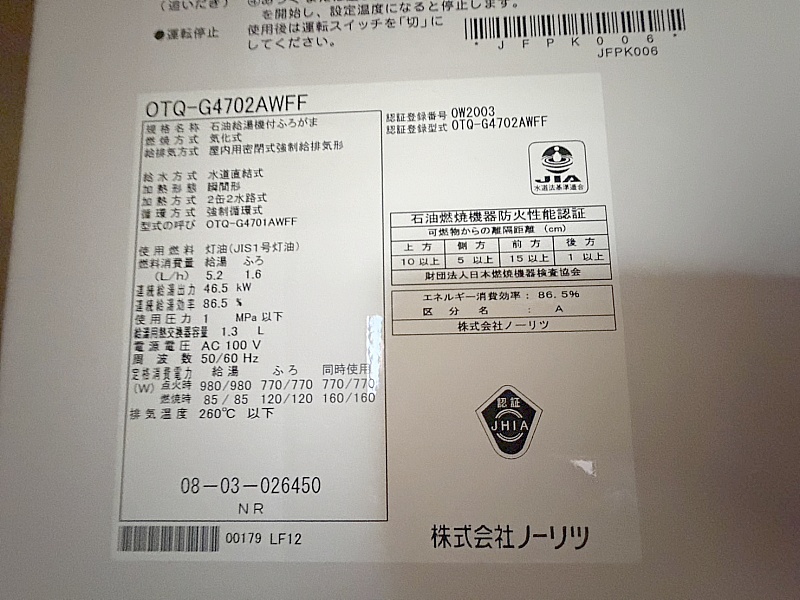 (追いだき)
を開始し、設定温度になると停止します。
●運転停止 使用後は運転スイッチを「切」に
してください。
* J F P K 0 0 6 *
JFPK006
OTQ-G4702AWFF
規格名称 石油給湯機付ふろがま
燃焼方式 気化式
給排気方式 屋内用密閉式強制給排気形
給水方式 水道直結式
加熱形態 瞬間形
加熱方式 2缶2水路式
循環方式 強制循環式
型式の呼び OTQ-G4701AWFF
使用燃料 灯油(JIS1号灯油)
燃料消費量 給湯 ふろ
(L/h) 5.2 1.6
連続給湯出力 46.5 kW
連続給湯効率 86.5 %
使用圧力 1 MPa以下
給湯用熱交換器容量 1.3 L
電源電圧 AC 100 V
周波数 50/60 Hz
定格消費電力 給湯 ふろ 同時使用
(W) 点火時 980/980 770/770 770/770
燃焼時 85/85 120/120 160/160
排気温度 260℃ 以下
08-03-026450
NR
00179 LF12
認証登録番号 OW2003
認証登録型式 OTQ-G4702AWFF
JIA
水道法基準適合
石油燃焼機器防火性能認証
可燃物からの離隔距離 (cm)
上方 側方 前方 後方
10以上 5以上 15以上 1以上
財団法人日本燃焼機器検査協会
エネルギー消費効率: 86.5%
区分名 : A
株式会社ノーリツ
認証
JHIA
株式会社ノーリツ